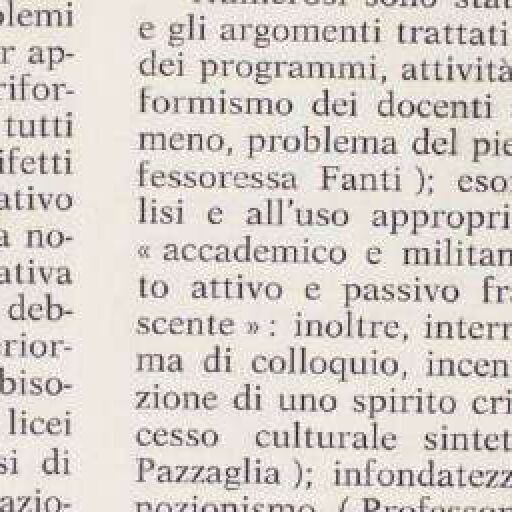 blemi
r ap-
rifor-
tutti
ifetti
ativo
a no-
ativa
deb-
rior-
biso-
licei
si di
azio-
Numerosi sono stat
e gli argomenti trattati
dei programmi, attività
formismo dei docenti
meno, problema del pie
fessoressa Fanti ); eso
lisi e all'uso appropri
« accademico e militan
to attivo e passivo fr
scente » : inoltre, intern
ma di colloquio, incen
zione di uno spirito cri
cesso culturale sintet
Pazzaglia ); infondatezz
nozionismo ( Professor